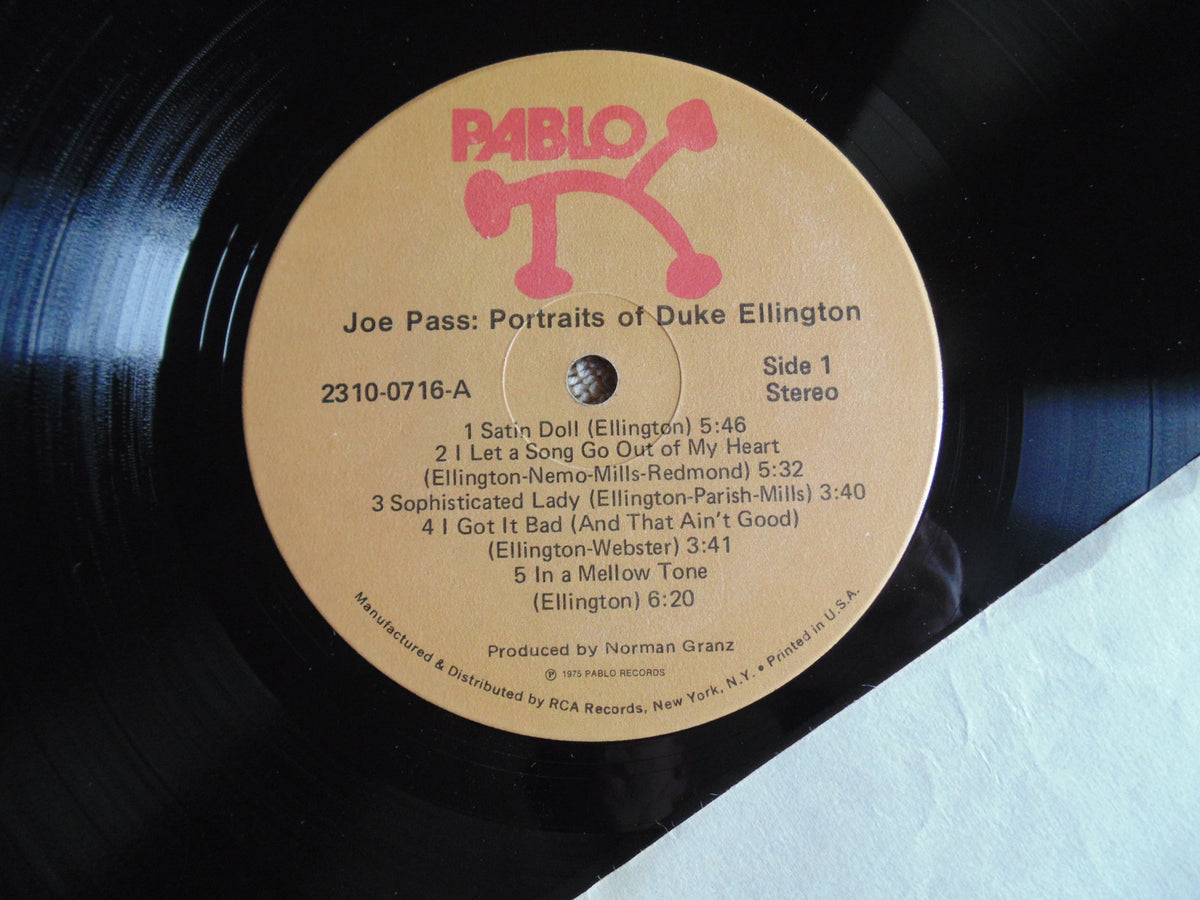 PABLO
Joe Pass: Portraits of Duke Ellington
2310-0716-A
Side 1
Stereo
1 Satin Doll (Ellington) 5:46
2 I Let a Song Go Out of My Heart
(Ellington-Nemo-Mills-Redmond) 5:32
3 Sophisticated Lady (Ellington-Parish-Mills) 3:40
4 I Got It Bad (And That Ain't Good)
(Ellington-Webster) 3:41
5 In a Mellow Tone
(Ellington) 6:20
Produced by Norman Granz
℗ 1975 PABLO RECORDS
Manufactured & Distributed by RCA Records, New York, N.Y. • Printed in U.S.A.